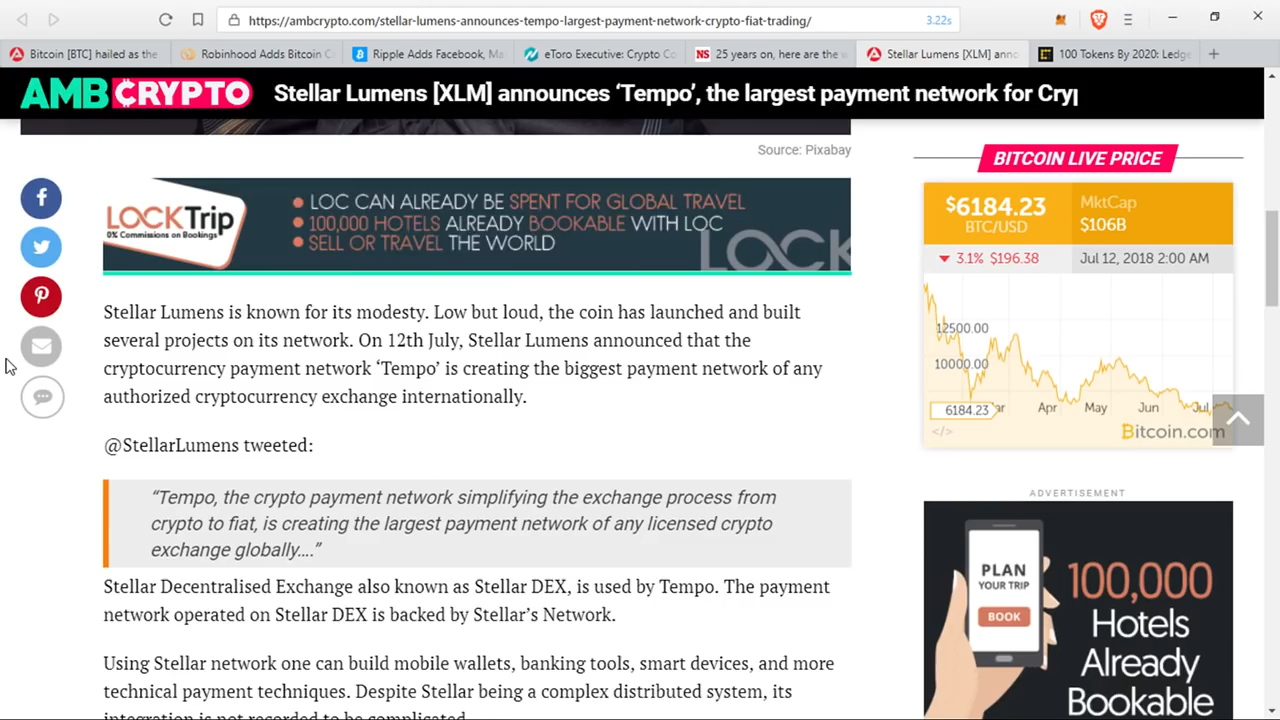 https://ambcrypto.com/stellar-lumens-announces-tempo-largest-payment-network-crypto-fiat-trading/
3.22s
Bitcoin [BTC] hailed as the
Robinhood Adds Bitcoin C
Ripple Adds Facebook, Ma
eToro Executive: Crypto Co
NS 25 years on, here are the w
Stellar Lumens [XLM] anno
100 Tokens By 2020: Ledge
AMBCRYPTO
Stellar Lumens [XLM] announces ‘Tempo’, the largest payment network for Cry
Source: Pixabay
LOCKTrip
0% Commissions on Bookings
LOC CAN ALREADY BE SPENT FOR GLOBAL TRAVEL
100,000 HOTELS ALREADY BOOKABLE WITH LOC
SELL OR TRAVEL THE WORLD
LOCK
Stellar Lumens is known for its modesty. Low but loud, the coin has launched and built
several projects on its network. On 12th July, Stellar Lumens announced that the
cryptocurrency payment network ‘Tempo’ is creating the biggest payment network of any
authorized cryptocurrency exchange internationally.
@StellarLumens tweeted:
“Tempo, the crypto payment network simplifying the exchange process from
crypto to fiat, is creating the largest payment network of any licensed crypto
exchange globally….”
Stellar Decentralised Exchange also known as Stellar DEX, is used by Tempo. The payment
network operated on Stellar DEX is backed by Stellar’s Network.
Using Stellar network one can build mobile wallets, banking tools, smart devices, and more
technical payment techniques. Despite Stellar being a complex distributed system, its
integration is not recorded to be complicated.
BITCOIN LIVE PRICE
$6184.23
BTC/USD
MktCap
$106B
3.1% $196.38
Jul 12, 2018 2:00 AM
12500.00
10000.00
6184.23
ar Apr May Jun Jul
</>
Bitcoin.com
ADVERTISEMENT
PLAN
YOUR TRIP
BOOK
100,000
Hotels
Already
Bookable